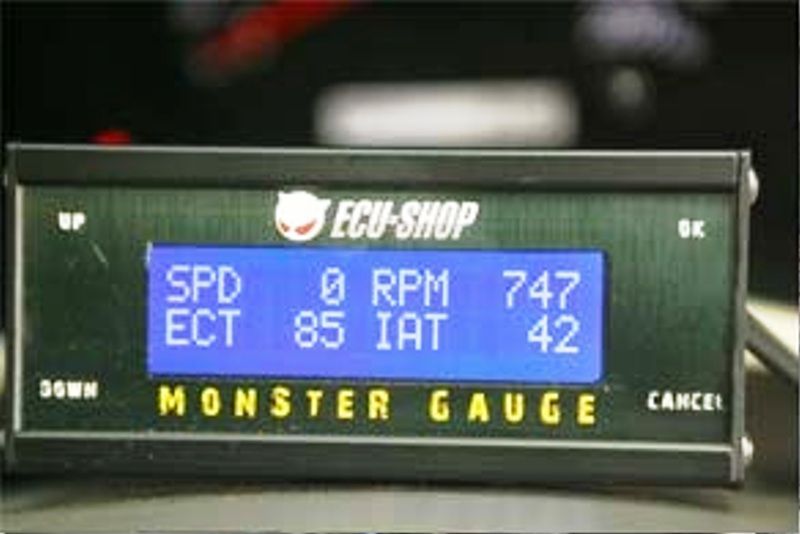 UP
ECU-SHOP
OK
SPD 0 RPM 747
ECT 85 IAT 42
DOWN
MONSTER GAUGE
CANCEL